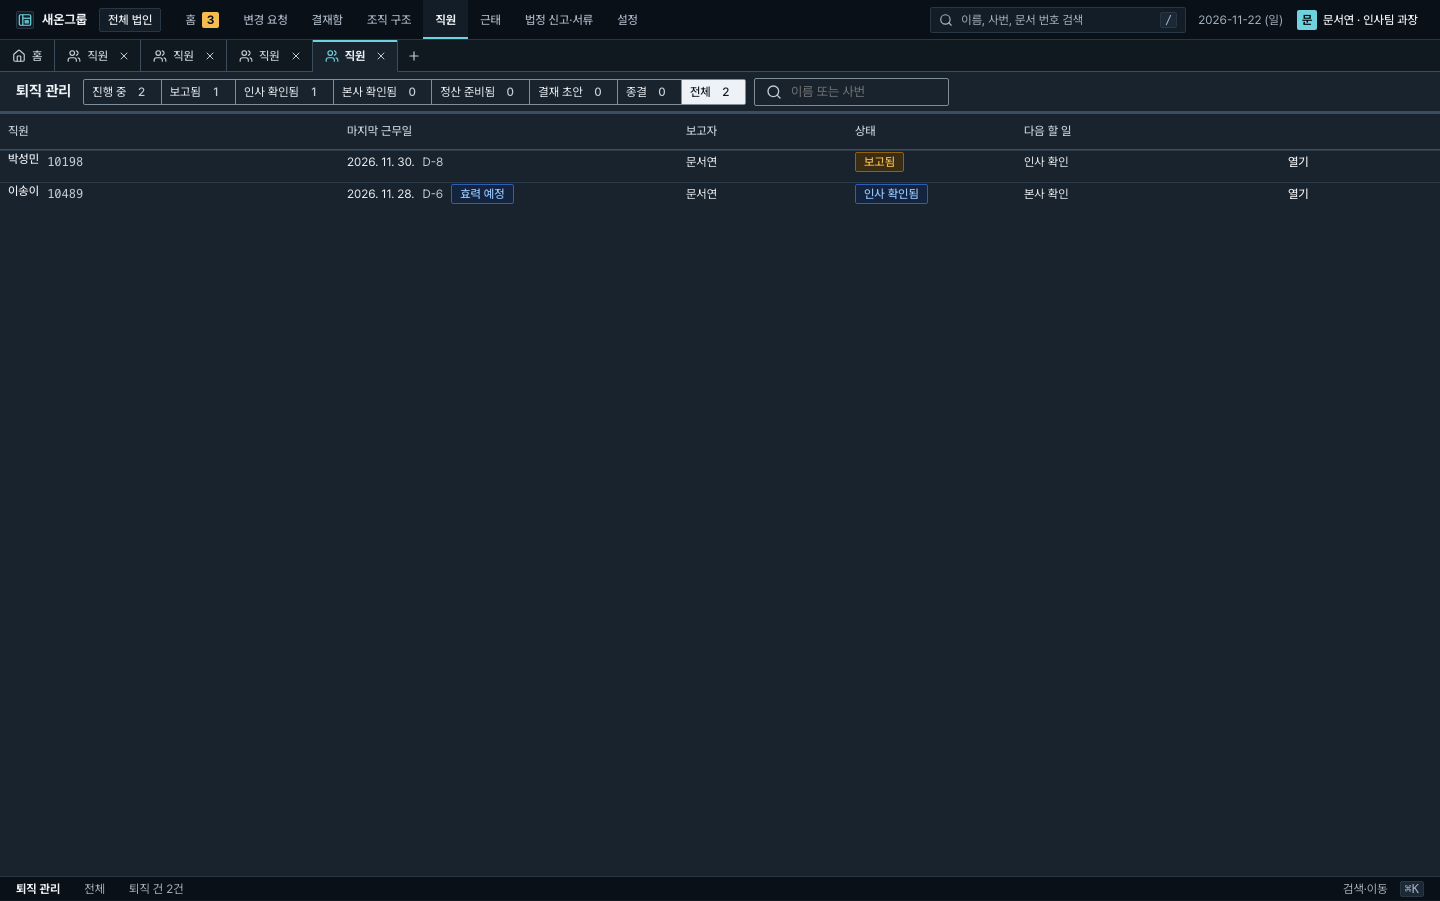 새온그룹 전체 법인 홈 3 변경 요청 결재함 조직 구조 직원 근태 법정 신고·서류 설정 이름, 사번, 문서 번호 검색 / 2026-11-22 (일) 문 문서연 · 인사팀 과장
홈 직원 직원 직원 직원
퇴직 관리 진행 중 2 보고됨 1 인사 확인됨 1 본사 확인됨 0 정산 준비됨 0 결재 초안 0 종결 0 전체 2 이름 또는 사번
직원 마지막 근무일 보고자 상태 다음 할 일
박성민 10198 2026. 11. 30. D-8 문서연 보고됨 인사 확인 열기
이송이 10489 2026. 11. 28. D-6 효력 예정 문서연 인사 확인됨 본사 확인 열기
퇴직 관리 전체 퇴직 건 2건 검색·이동 ⌘K